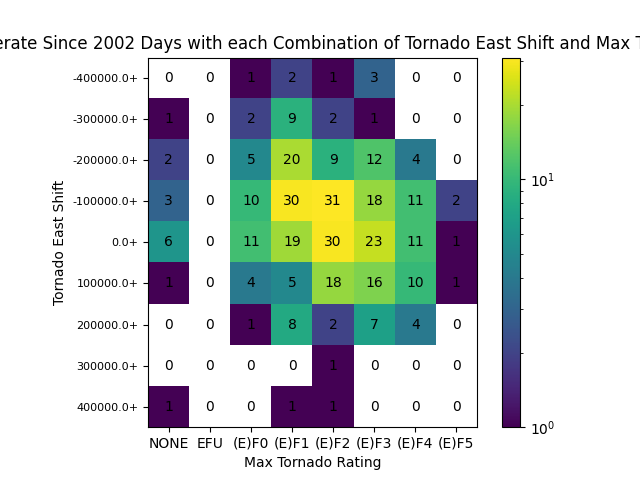 erate Since 2002 Days with each Combination of Tornado East Shift and Max T
-400000.0+ 0 0 1 2 1 3 0 0
-300000.0+ 1 0 2 9 2 1 0 0
-200000.0+ 2 0 5 20 9 12 4 0
-100000.0+ 3 0 10 30 31 18 11 2
0.0+ 6 0 11 19 30 23 11 1
100000.0+ 1 0 4 5 18 16 10 1
200000.0+ 0 0 1 8 2 7 4 0
300000.0+ 0 0 0 0 1 0 0 0
400000.0+ 1 0 0 1 1 0 0 0
NONE EFU (E)F0 (E)F1 (E)F2 (E)F3 (E)F4 (E)F5
Max Tornado Rating
Tornado East Shift
10¹
10⁰